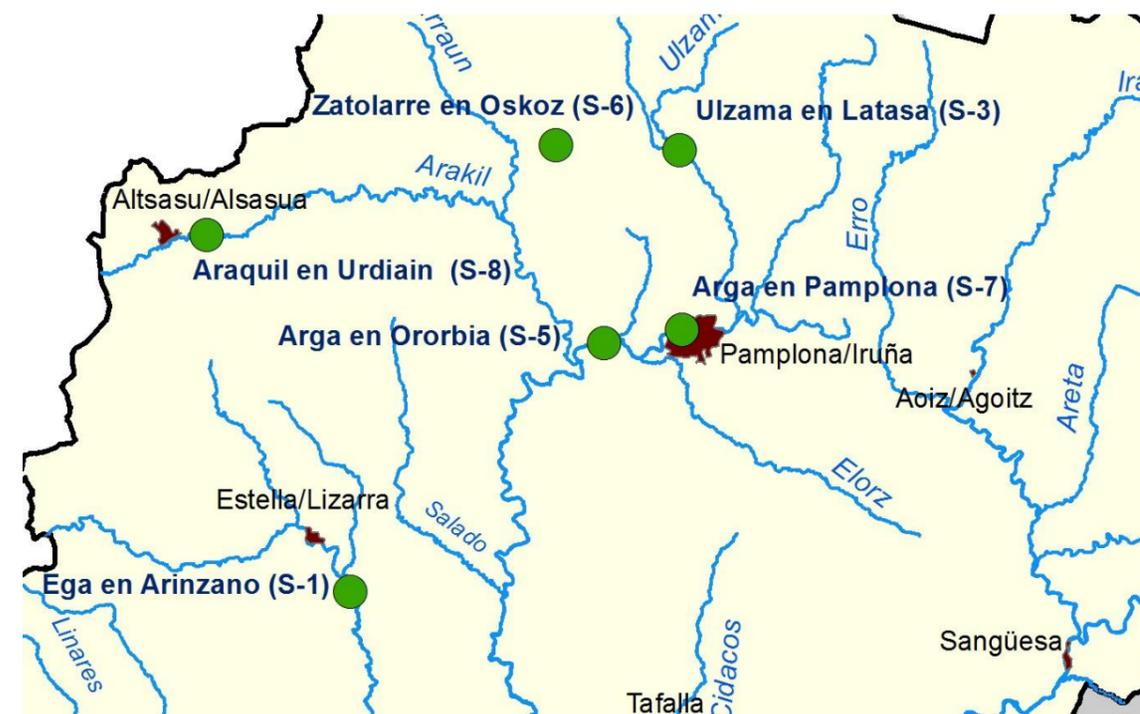 rraun
Ulzam
Ira
Zatolarre en Oskoz (S-6)
Ulzama en Latasa (S-3)
Arakil
Altsasu/Alsasua
Erro
Araquil en Urdiain (S-8)
Arga en Pamplona (S-7)
Arga en Ororbia (S-5)
Pamplona/Iruña
Aoiz/Agoitz
Areta
Elorz
Estella/Lizarra
Salado
Ega en Arinzano (S-1)
Linares
Sangüesa
Cidacos
Tafalla